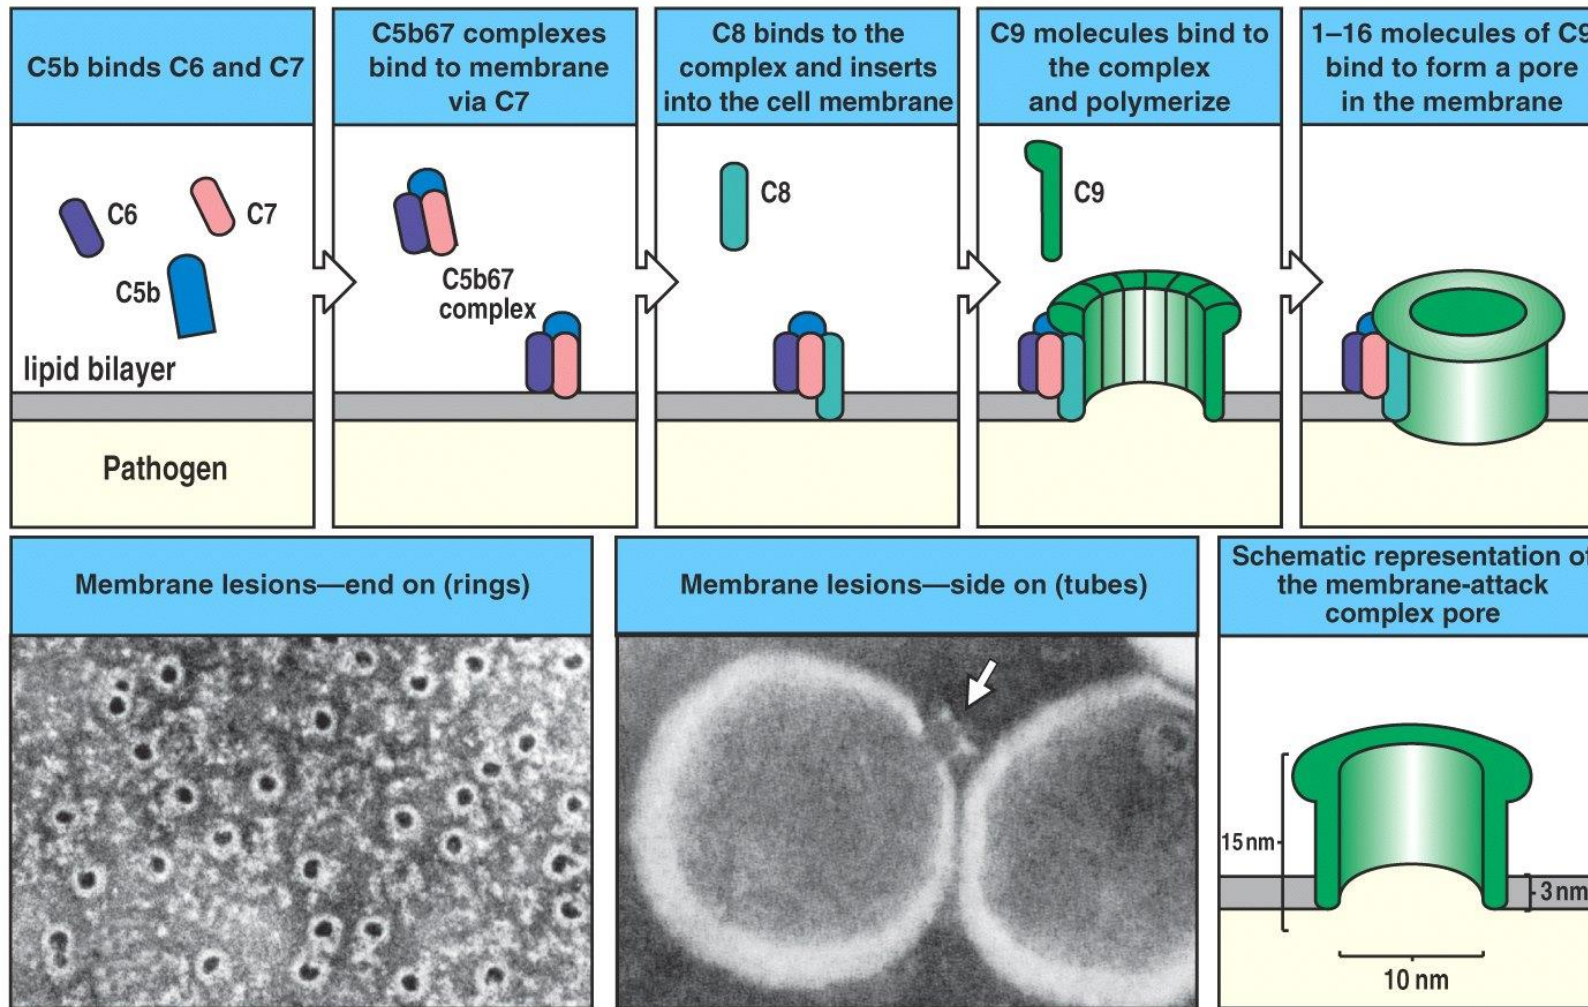 C5b binds C6 and C7
C5b67 complexes
bind to membrane
via C7
C8 binds to the
complex and inserts
into the cell membrane
C9 molecules bind to
the complex
and polymerize
1–16 molecules of C9
bind to form a pore
in the membrane
C6
C7
C5b
lipid bilayer
Pathogen
C5b67
complex
C8
C9
Membrane lesions—end on (rings)
Membrane lesions—side on (tubes)
Schematic representation of
the membrane-attack
complex pore
15 nm
3 nm
10 nm